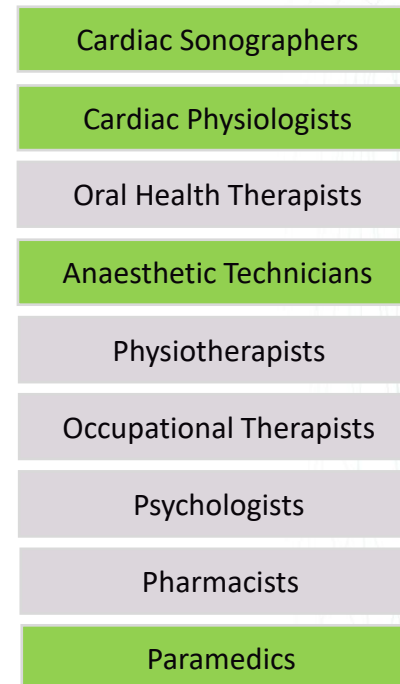 Cardiac Sonographers
Cardiac Physiologists
Oral Health Therapists
Anaesthetic Technicians
Physiotherapists
Occupational Therapists
Psychologists
Pharmacists
Paramedics